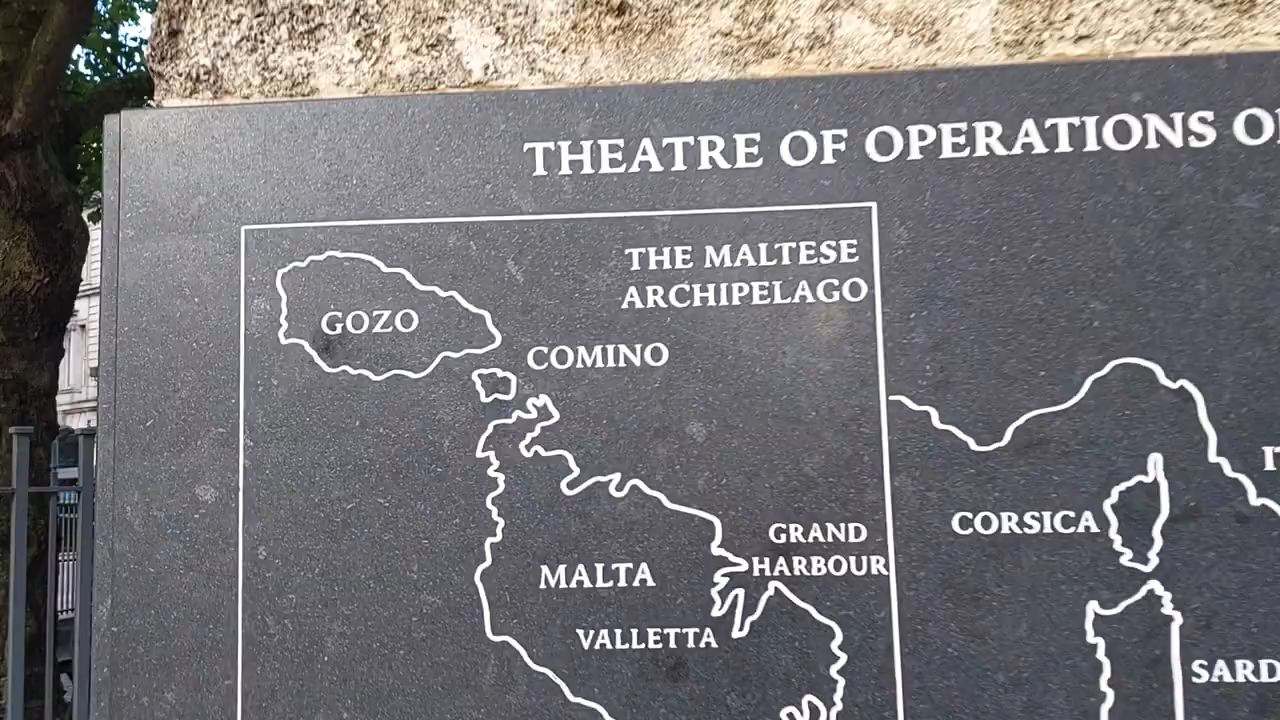 THEATRE OF OPERATIONS
THE MALTESE
ARCHIPELAGO
GOZO
COMINO
GRAND
HARBOUR
MALTA
VALLETTA
CORSICA